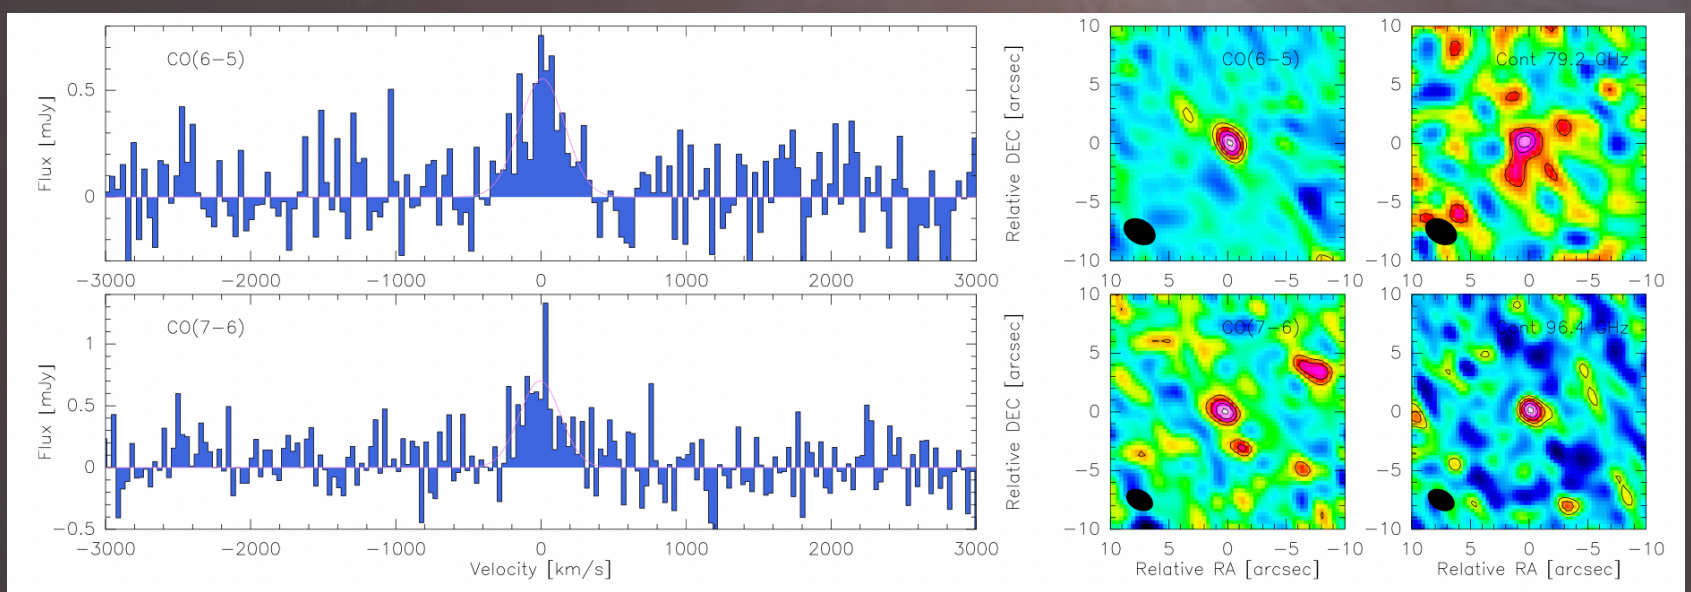 CO(6−5)
0.5
0
Flux [mJy]
−3000 −2000 −1000 0 1000 2000 3000
CO(7−6)
1
0.5
0
−0.5
Flux [mJy]
−3000 −2000 −1000 0 1000 2000 3000
Velocity [km/s]
Relative DEC [arcsec]
10
5
0
−5
−10
CO(6−5)
10 5 0 −5 −10
10
5
0
−5
−10
Cont 79.2 GHz
10 5 0 −5 −10
Relative DEC [arcsec]
10
5
0
−5
−10
CO(7−6)
10 5 0 −5 −10
Relative RA [arcsec]
10
5
0
−5
−10
Cont 96.4 GHz
10 5 0 −5 −10
Relative RA [arcsec]